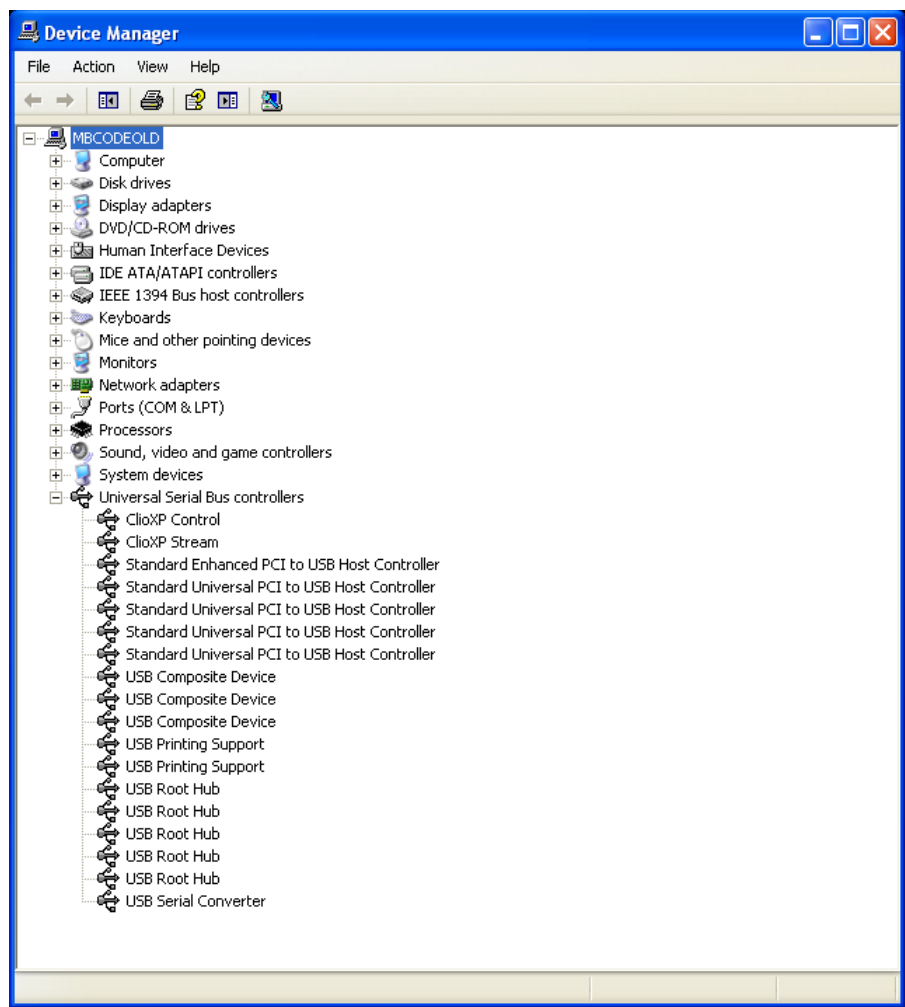 Device Manager
File Action View Help
MBCODEOLD
Computer
Disk drives
Display adapters
DVD/CD-ROM drives
Human Interface Devices
IDE ATA/ATAPI controllers
IEEE 1394 Bus host controllers
Keyboards
Mice and other pointing devices
Monitors
Network adapters
Ports (COM & LPT)
Processors
Sound, video and game controllers
System devices
Universal Serial Bus controllers
ClioXP Control
ClioXP Stream
Standard Enhanced PCI to USB Host Controller
Standard Universal PCI to USB Host Controller
Standard Universal PCI to USB Host Controller
Standard Universal PCI to USB Host Controller
Standard Universal PCI to USB Host Controller
USB Composite Device
USB Composite Device
USB Composite Device
USB Printing Support
USB Printing Support
USB Root Hub
USB Root Hub
USB Root Hub
USB Root Hub
USB Root Hub
USB Serial Converter